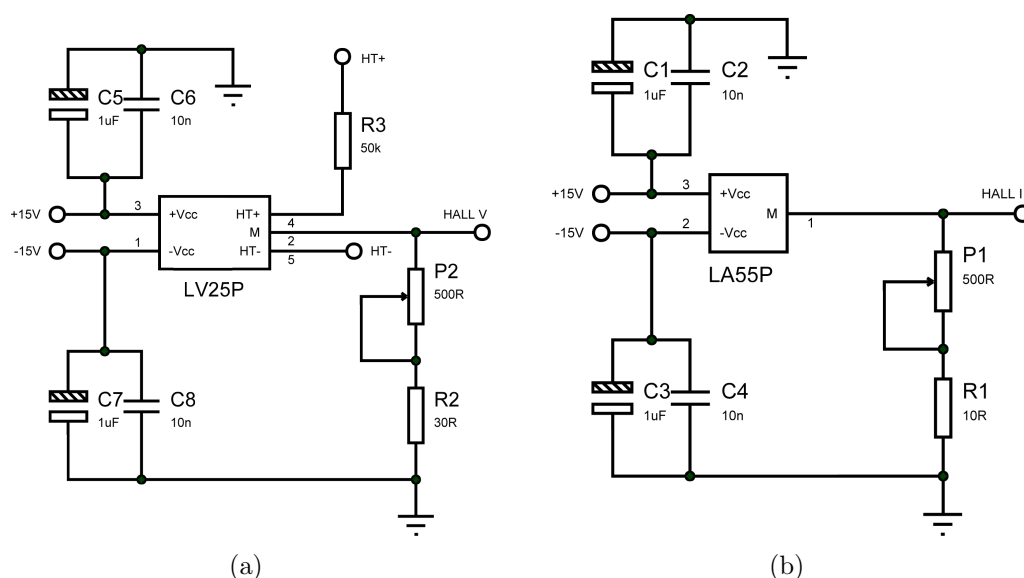 HT+
C5
1uF
C6
10n
R3
50k
+15V
3
+Vcc
HT+
4
HALL V
M
2
-15V
1
-Vcc
HT-
5
HT-
LV25P
P2
500R
C7
1uF
C8
10n
R2
30R
(a)
C1
1uF
C2
10n
+15V
3
+Vcc
HALL I
M
1
-15V
2
-Vcc
LA55P
P1
500R
C3
1uF
C4
10n
R1
10R
(b)